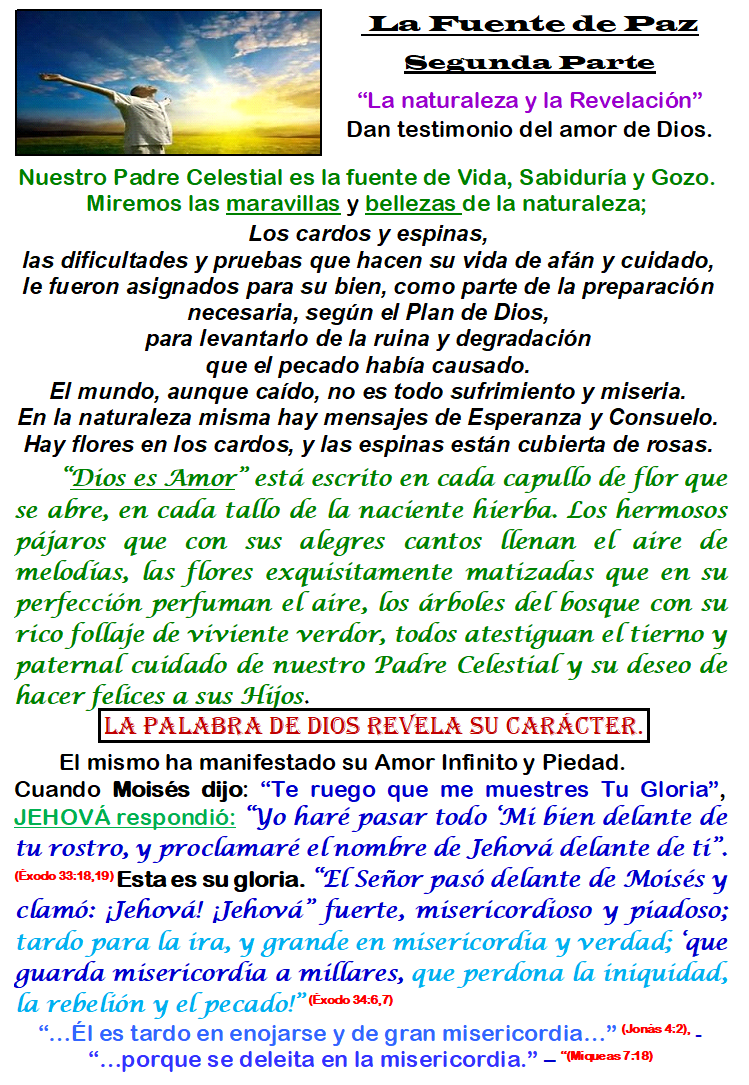 La Fuente de Paz
Segunda Parte
“La naturaleza y la Revelación”
Dan testimonio del amor de Dios.
Nuestro Padre Celestial es la fuente de Vida, Sabiduría y Gozo.
Miremos las maravillas y bellezas de la naturaleza;
Los cardos y espinas,
las dificultades y pruebas que hacen su vida de afán y cuidado,
le fueron asignados para su bien, como parte de la preparación
necesaria, según el Plan de Dios,
para levantarlo de la ruina y degradación
que el pecado había causado.
El mundo, aunque caído, no es todo sufrimiento y miseria.
En la naturaleza misma hay mensajes de Esperanza y Consuelo.
Hay flores en los cardos, y las espinas están cubierta de rosas.
“Dios es Amor” está escrito en cada capullo de flor que
se abre, en cada tallo de la naciente hierba. Los hermosos
pájaros que con sus alegres cantos llenan el aire de
melodías, las flores exquisitamente matizadas que en su
perfección perfuman el aire, los árboles del bosque con su
rico follaje de viviente verdor, todos atestiguan el tierno y
paternal cuidado de nuestro Padre Celestial y su deseo de
hacer felices a sus Hijos.
LA PALABRA DE DIOS REVELA SU CARÁCTER.
El mismo ha manifestado su Amor Infinito y Piedad.
Cuando Moisés dijo: “Te ruego que me muestres Tu Gloria”,
JEHOVÁ respondió: “Yo haré pasar todo ‘Mi bien delante de
tu rostro, y proclamaré el nombre de Jehová delante de ti”.
(Éxodo 33:18,19) Esta es su gloria. “El Señor pasó delante de Moisés y
clamó: ¡Jehová! ¡Jehová” fuerte, misericordioso y piadoso;
tardo para la ira, y grande en misericordia y verdad; ‘que
guarda misericordia a millares, que perdona la iniquidad,
la rebelión y el pecado!” (Éxodo 34:6,7)
“…Él es tardo en enojarse y de gran misericordia…” (Jonás 4:2), -
“…porque se deleita en la misericordia.” – “(Miqueas 7:18)